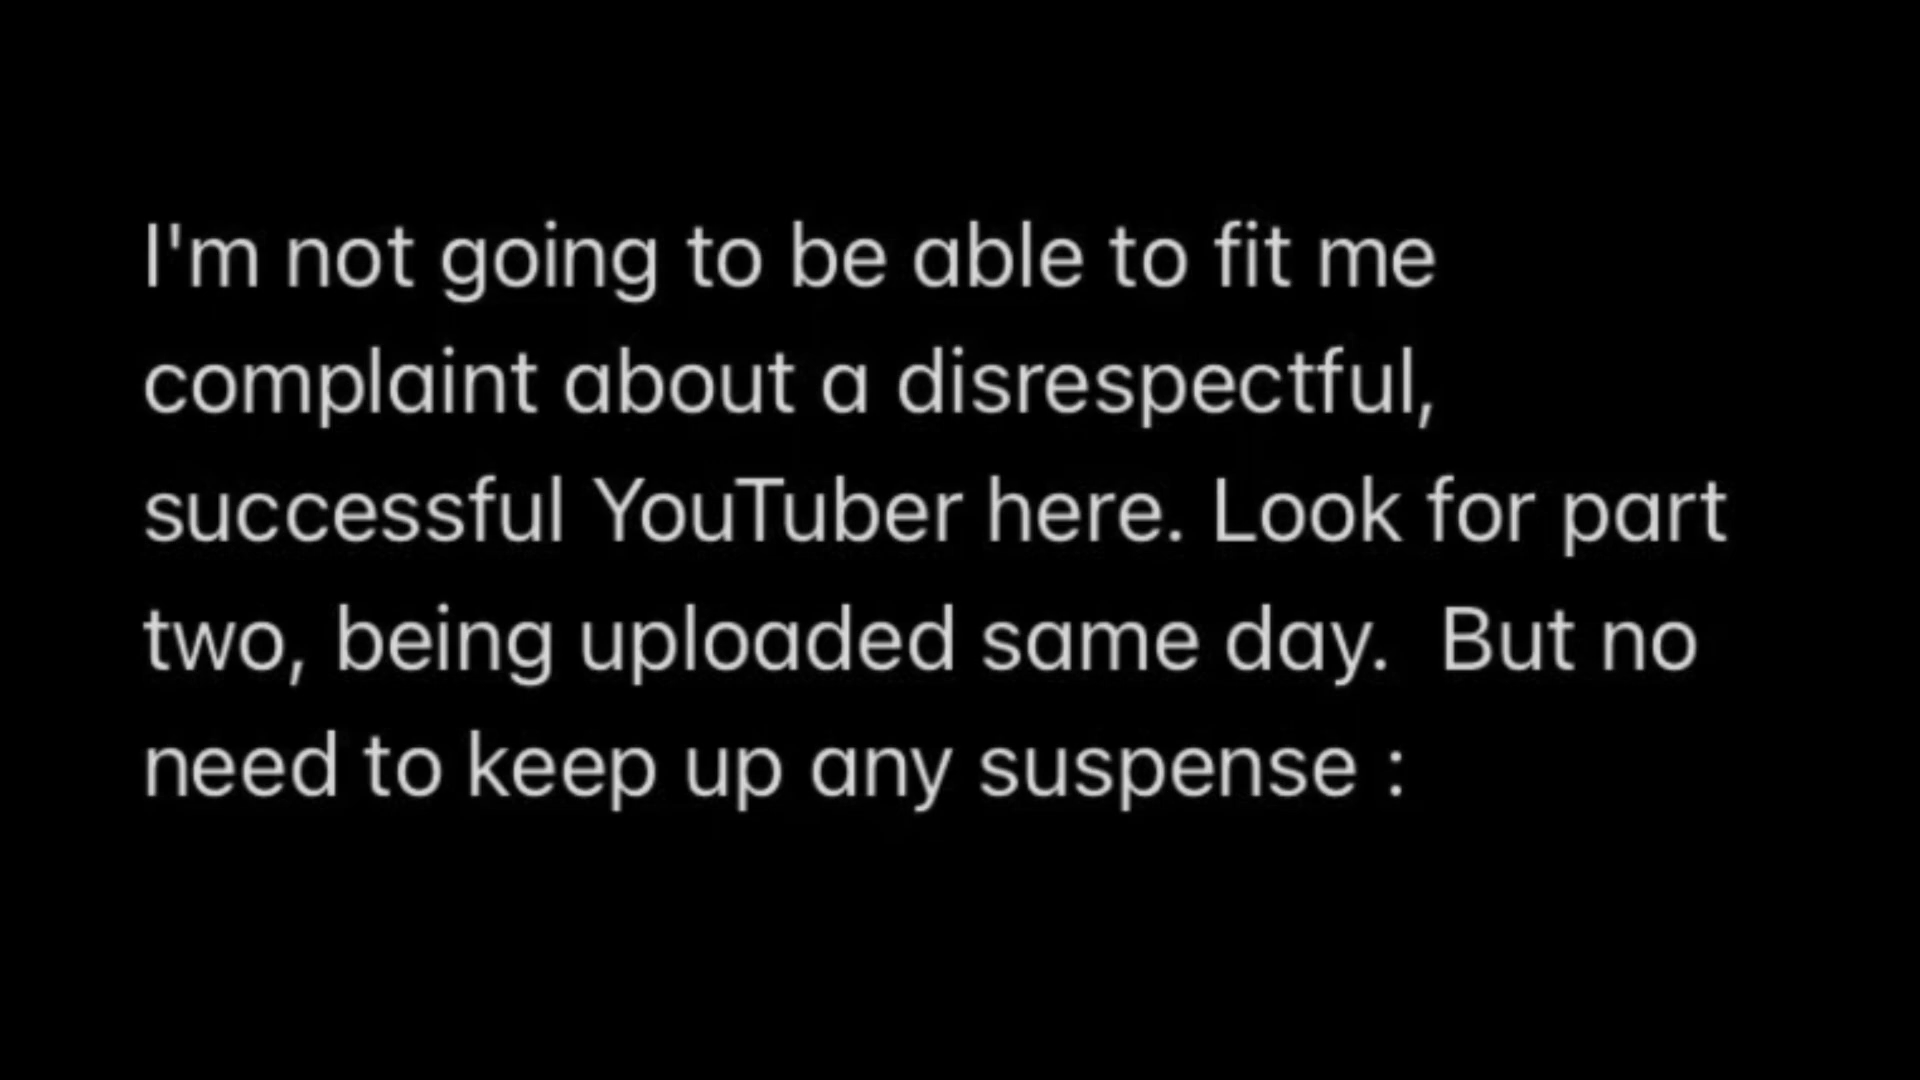 I'm not going to be able to fit me
complaint about a disrespectful,
successful YouTuber here. Look for part
two, being uploaded same day.  But no
need to keep up any suspense :